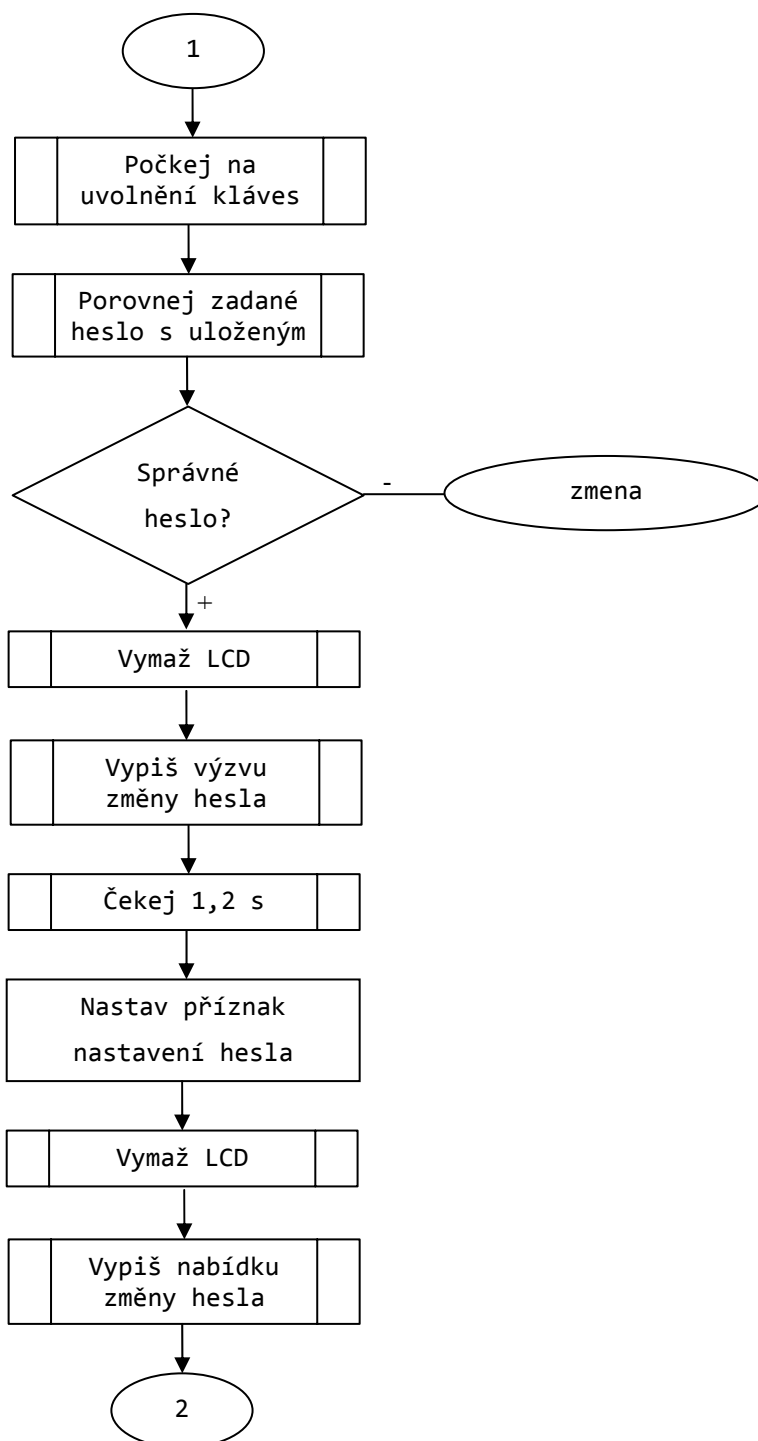 1
Počkej na
uvolnění kláves
Porovnej zadané
heslo s uloženým
Správné
heslo?
-
zmena
+
Vymaž LCD
Vypiš výzvu
změny hesla
Čekej 1,2 s
Nastav příznak
nastavení hesla
Vymaž LCD
Vypiš nabídku
změny hesla
2